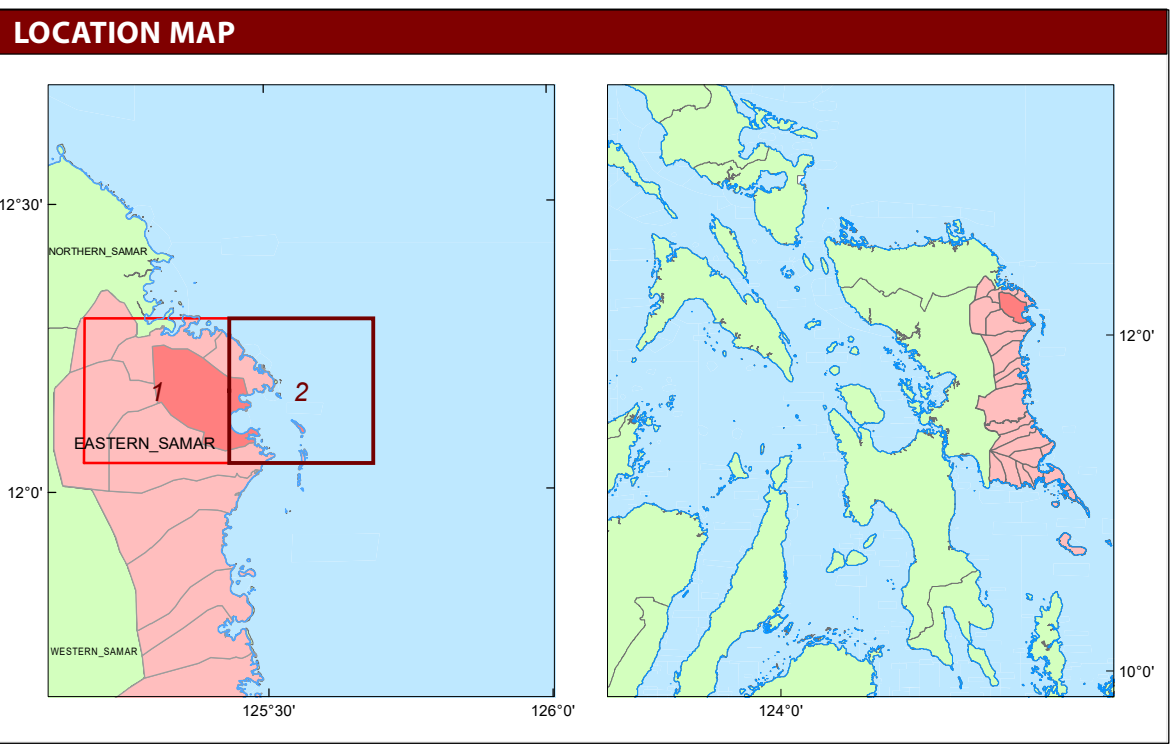 LOCATION MAP
12°30'
NORTHERN_SAMAR
1
2
EASTERN_SAMAR
12°0'
WESTERN_SAMAR
125°30'
126°0'
12°0'
10°0'
124°0'